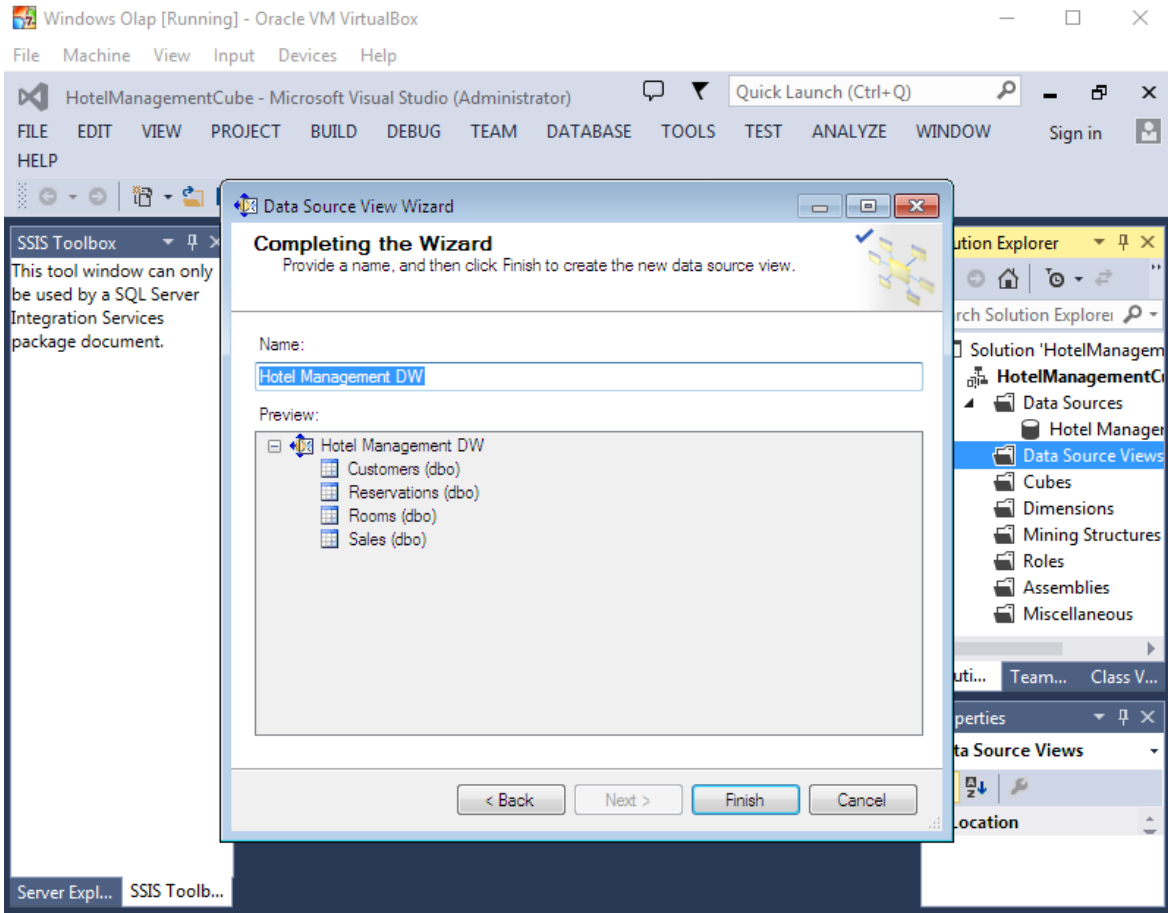 Windows Olap [Running] - Oracle VM VirtualBox
File Machine View Input Devices Help
HotelManagementCube - Microsoft Visual Studio (Administrator)
Quick Launch (Ctrl+Q)
FILE EDIT VIEW PROJECT BUILD DEBUG TEAM DATABASE TOOLS TEST ANALYZE WINDOW
Sign in
HELP
SSIS Toolbox
This tool window can only
be used by a SQL Server
Integration Services
package document.
Server Expl... SSIS Toolb...
Data Source View Wizard
Completing the Wizard
Provide a name, and then click Finish to create the new data source view.
Name:
Hotel Management DW
Preview:
Hotel Management DW
Customers (dbo)
Reservations (dbo)
Rooms (dbo)
Sales (dbo)
< Back Next > Finish Cancel
ution Explorer
rch Solution Explorer
Solution 'HotelManagem
HotelManagementCu
Data Sources
Hotel Manager
Data Source Views
Cubes
Dimensions
Mining Structures
Roles
Assemblies
Miscellaneous
uti... Team... Class V...
perties
ta Source Views
Location